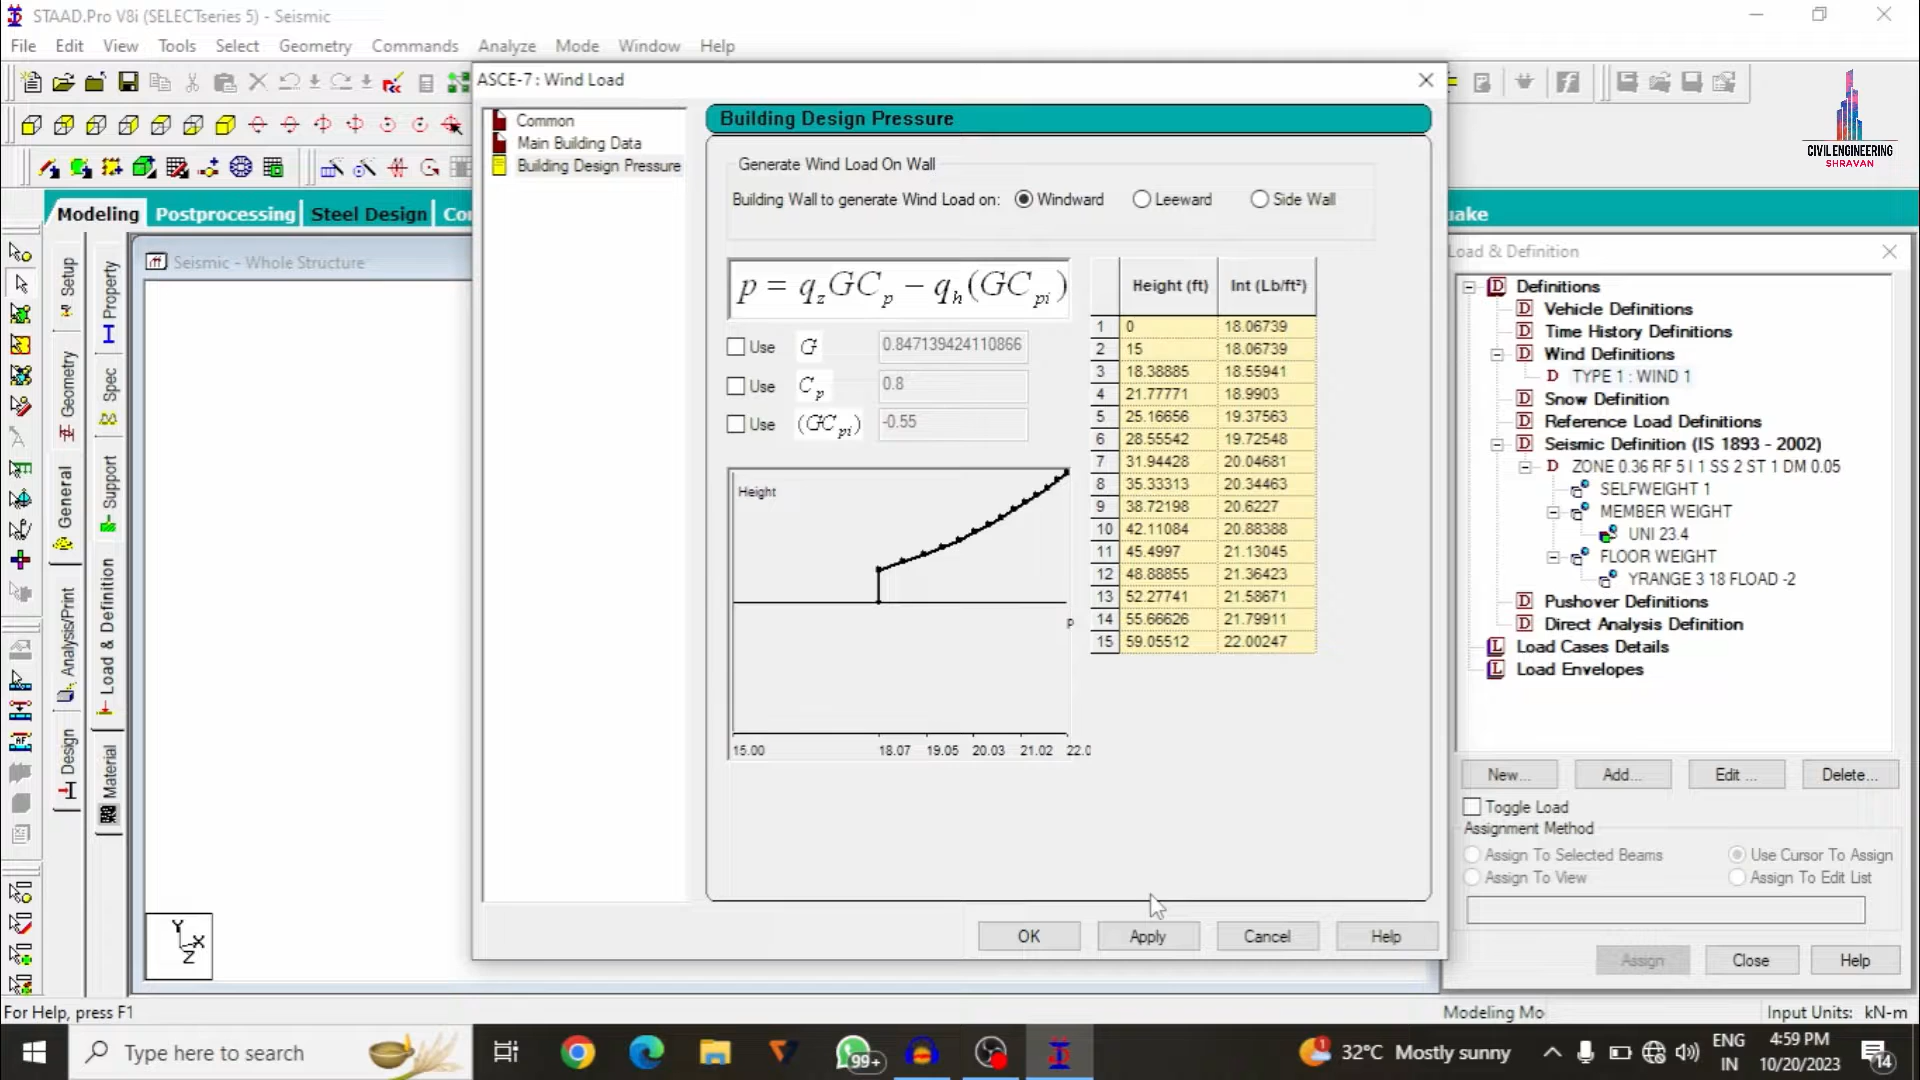 STAAD.Pro V8i (SELECTseries 5) - Seismic
File Edit View Tools Select Geometry Commands Analyze Mode Window Help
ASCE-7 : Wind Load
Common
Main Building Data
Building Design Pressure
Building Design Pressure
Generate Wind Load On Wall
Building Wall to generate Wind Load on: Windward Leeward Side Wall
p = qzGCp − qh(GCpi)
Use G 0.847139424110866
Use Cp 0.8
Use (GCpi) -0.55
Height
p
15.00 18.07 19.05 20.03 21.02 22.0
Height (ft) Int (Lb/ft²)
1 0 18.06739
2 15 18.06739
3 18.38885 18.55941
4 21.77771 18.9903
5 25.16656 19.37563
6 28.55542 19.72548
7 31.94428 20.04681
8 35.33313 20.34463
9 38.72198 20.6227
10 42.11084 20.88388
11 45.4997 21.13045
12 48.88855 21.36423
13 52.27741 21.58671
14 55.66626 21.79911
15 59.05512 22.00247
OK Apply Cancel Help
CIVIL ENGINEERING
SHRAVAN
Modeling Postprocessing Steel Design Co
uake
Seismic - Whole Structure
Setup
Geometry
General
Analysis/Print
Design
Property
Spec
Support
Load & Definition
Material
Y
X
Z
Load & Definition
Definitions
Vehicle Definitions
Time History Definitions
Wind Definitions
TYPE 1 : WIND 1
Snow Definition
Reference Load Definitions
Seismic Definition (IS 1893 - 2002)
ZONE 0.36 RF 5 I 1 SS 2 ST 1 DM 0.05
SELFWEIGHT 1
MEMBER WEIGHT
UNI 23.4
FLOOR WEIGHT
YRANGE 3 18 FLOAD -2
Pushover Definitions
Direct Analysis Definition
Load Cases Details
Load Envelopes
New... Add... Edit ... Delete...
Toggle Load
Assignment Method
Assign To Selected Beams Use Cursor To Assign
Assign To View Assign To Edit List
Assign Close Help
For Help, press F1 Modeling Mo Input Units: kN-m
Type here to search 99+ 32°C Mostly sunny ENG IN 4:59 PM 10/20/2023 14